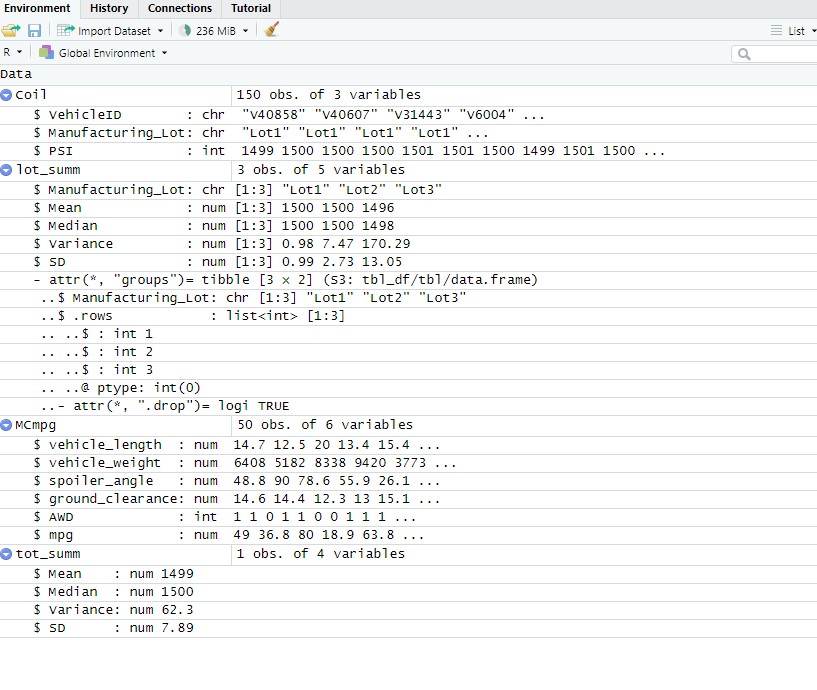 Environment History Connections Tutorial
Import Dataset 236 MiB List
R Global Environment
Data
Coil 150 obs. of 3 variables
$ VehicleID : chr "V40858" "V40607" "V31443" "V6004" ...
$ Manufacturing_Lot: chr "Lot1" "Lot1" "Lot1" "Lot1" ...
$ PSI : int 1499 1500 1500 1500 1501 1501 1500 1499 1501 1500 ...
lot_summ 3 obs. of 5 variables
$ Manufacturing_Lot: chr [1:3] "Lot1" "Lot2" "Lot3"
$ Mean : num [1:3] 1500 1500 1496
$ Median : num [1:3] 1500 1500 1498
$ Variance : num [1:3] 0.98 7.47 170.29
$ SD : num [1:3] 0.99 2.73 13.05
- attr(*, "groups")= tibble [3 × 2] (S3: tbl_df/tbl/data.frame)
..$ Manufacturing_Lot: chr [1:3] "Lot1" "Lot2" "Lot3"
..$ .rows : list<int> [1:3]
.. ..$ : int 1
.. ..$ : int 2
.. ..$ : int 3
.. ..@ ptype: int(0)
..- attr(*, ".drop")= logi TRUE
MCmpg 50 obs. of 6 variables
$ vehicle_length : num 14.7 12.5 20 13.4 15.4 ...
$ vehicle_weight : num 6408 5182 8338 9420 3773 ...
$ spoiler_angle : num 48.8 90 78.6 55.9 26.1 ...
$ ground_clearance: num 14.6 14.4 12.3 13 15.1 ...
$ AWD : int 1 1 0 1 1 0 0 1 1 1 ...
$ mpg : num 49 36.8 80 18.9 63.8 ...
tot_summ 1 obs. of 4 variables
$ Mean : num 1499
$ Median : num 1500
$ Variance: num 62.3
$ SD : num 7.89